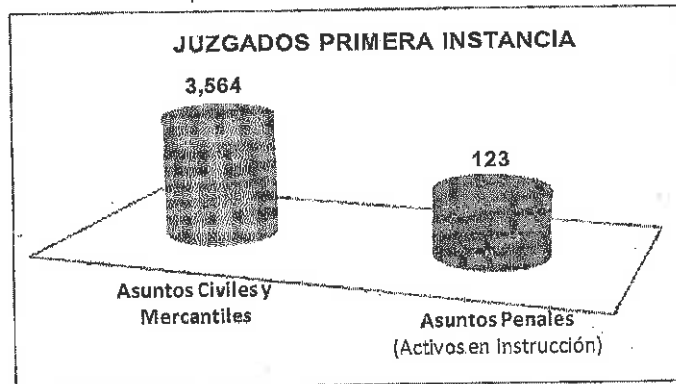 JUZGADOS PRIMERA INSTANCIA
3,564
123
Asuntos Civiles y
Mercantiles
Asuntos Penales
(Activos en Instrucción)